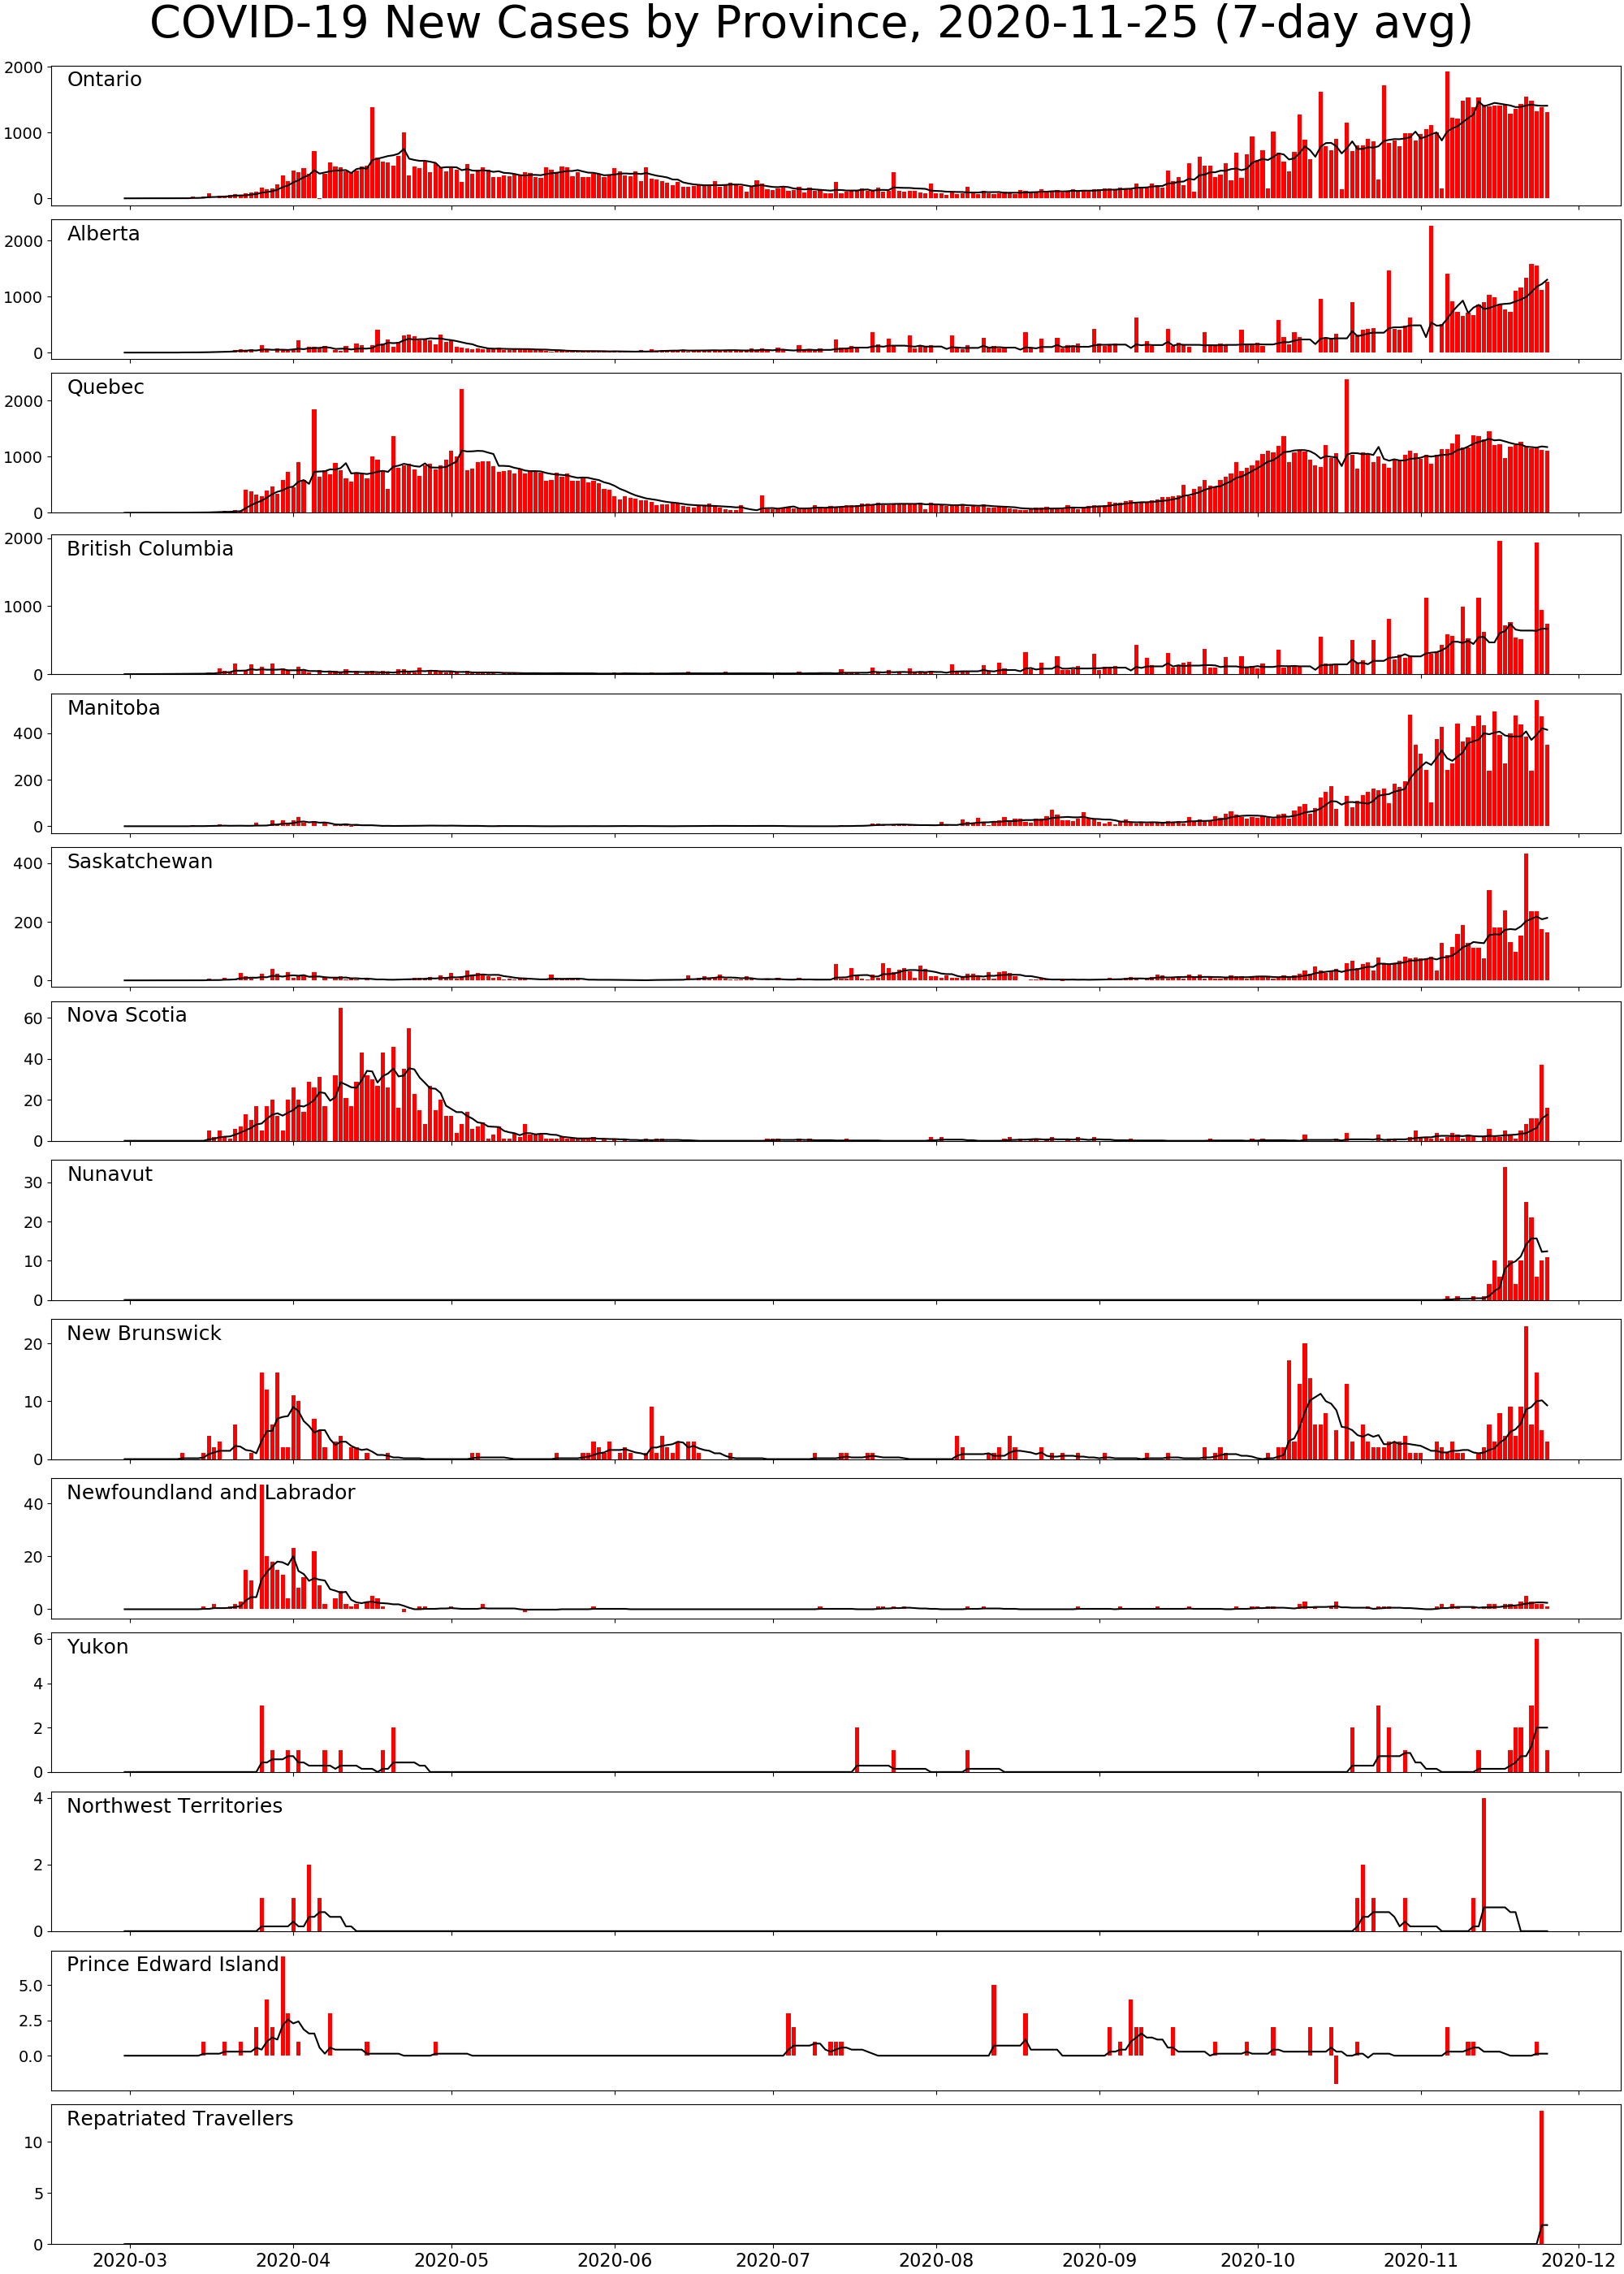 COVID-19 New Cases by Province, 2020-11-25 (7-day avg)
2000
Ontario
1000
0
Alberta
2000
1000
0
Quebec
2000
1000
0
2000
British Columbia
1000
0
Manitoba
400
200
0
Saskatchewan
400
200
0
Nova Scotia
60
40
20
0
Nunavut
30
20
10
0
New Brunswick
20
10
0
Newfoundland and Labrador
40
20
0
6
Yukon
4
2
0
4
Northwest Territories
2
0
Prince Edward Island
5.0
2.5
0.0
Repatriated Travellers
10
5
0
2020-03 2020-04 2020-05 2020-06 2020-07 2020-08 2020-09 2020-10 2020-11 2020-12